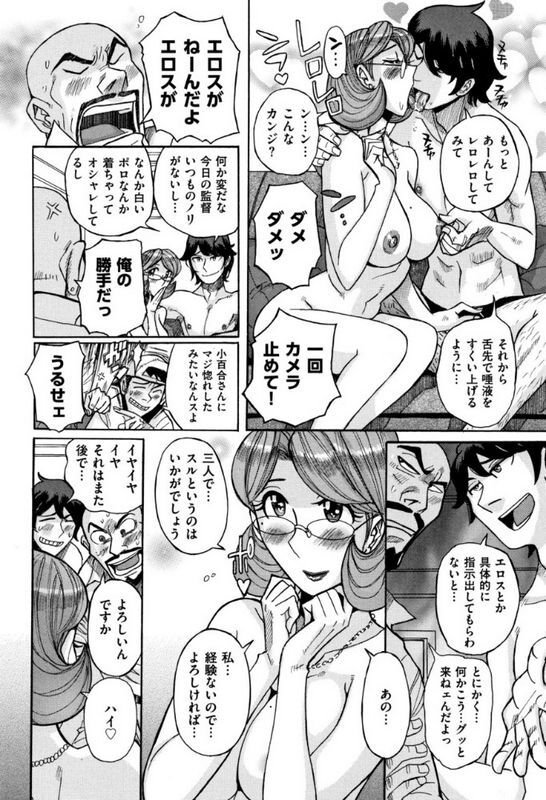 もっと
あーんして
レロレロして
みて
ン…
レロレロ
ン…ン…
こんな
カンジ？
それから
舌先で唾液を
すくい上げる
ように…
ダメ
ダメッ
一回
カメラ
止めて！
エロスが
ねーんだよ
エロスが
何か変だな
今日の監督
いつものノリ
がないし…
なんか白い
ポロなんか
着ちゃって
オシャレして
るし
俺の
勝手だっ
小百合さんに
マジ惚れした
みたいなんスよ
うるせェ
エロスとか
具体的に
指示出してもらわ
ないと…
とにかく…
何かこう…グッと
来ねェんだよっ
あの…
三人で…
スルというのは
いかがでしょう
ポッ
私…
経験ないので…
よろしければ…
イヤイヤ
イヤ
それはまた
後で…
よろしいん
ですか
ハイ♡